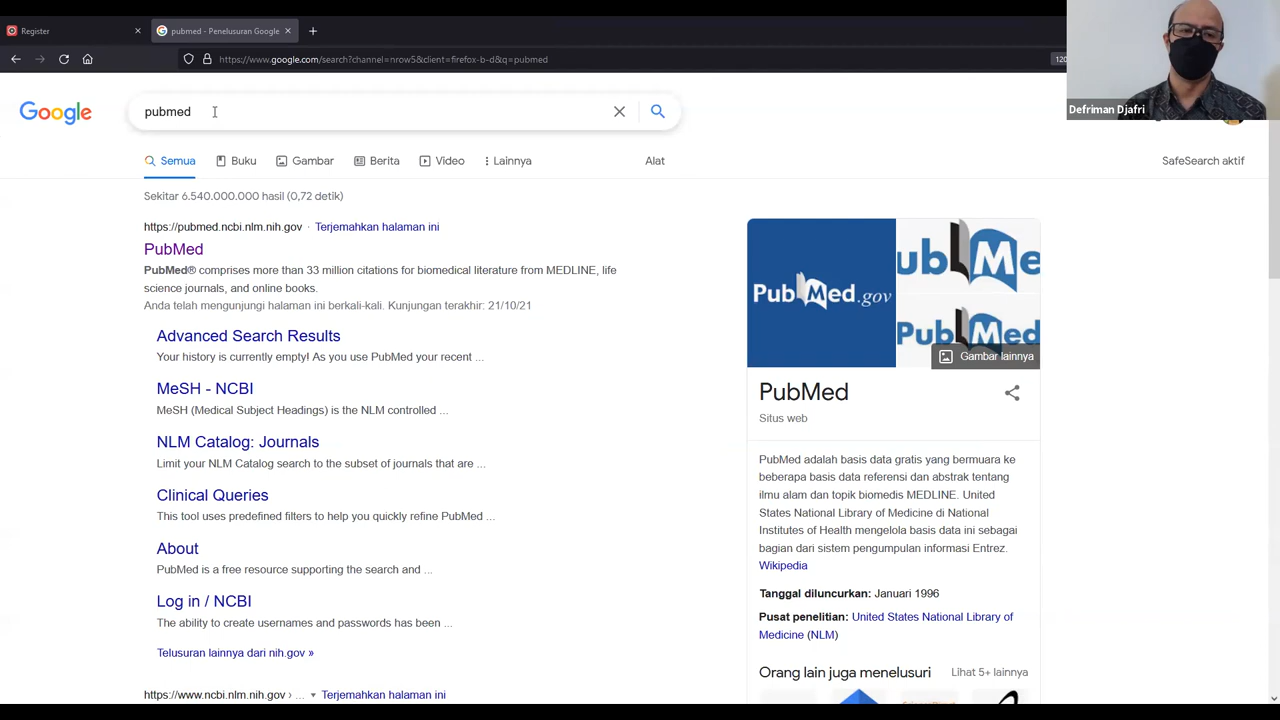 Register
pubmed - Penelusuran Google
https://www.google.com/search?channel=nrow5&client=firefox-b-d&q=pubmed
120
Defriman Djafri
Google
pubmed
Semua
Buku
Gambar
Berita
Video
Lainnya
Alat
SafeSearch aktif
Sekitar 6.540.000.000 hasil (0,72 detik)
https://pubmed.ncbi.nlm.nih.gov · Terjemahkan halaman ini
PubMed
PubMed® comprises more than 33 million citations for biomedical literature from MEDLINE, life
science journals, and online books.
Anda telah mengunjungi halaman ini berkali-kali. Kunjungan terakhir: 21/10/21
Advanced Search Results
Your history is currently empty! As you use PubMed your recent ...
MeSH - NCBI
MeSH (Medical Subject Headings) is the NLM controlled ...
NLM Catalog: Journals
Limit your NLM Catalog search to the subset of journals that are ...
Clinical Queries
This tool uses predefined filters to help you quickly refine PubMed ...
About
PubMed is a free resource supporting the search and ...
Log in / NCBI
The ability to create usernames and passwords has been ...
Telusuran lainnya dari nih.gov »
https://www.ncbi.nlm.nih.gov › ... Terjemahkan halaman ini
PubMed.gov
ubMe
PubMed
Gambar lainnya
PubMed
Situs web
PubMed adalah basis data gratis yang bermuara ke
beberapa basis data referensi dan abstrak tentang
ilmu alam dan topik biomedis MEDLINE. United
States National Library of Medicine di National
Institutes of Health mengelola basis data ini sebagai
bagian dari sistem pengumpulan informasi Entrez.
Wikipedia
Tanggal diluncurkan: Januari 1996
Pusat penelitian: United States National Library of
Medicine (NLM)
Orang lain juga menelusuri
Lihat 5+ lainnya